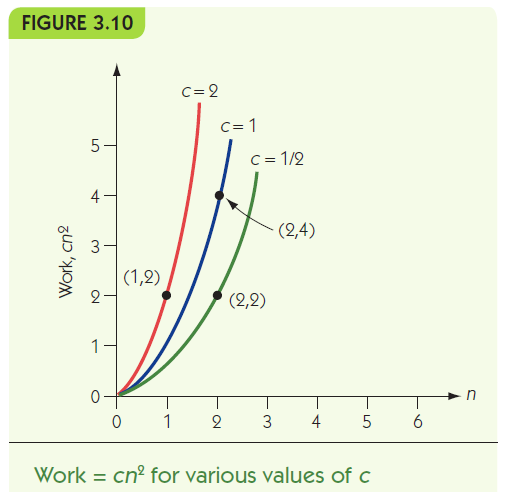 FIGURE 3.10
c = 2
c = 1
c = 1/2
5
4
(2,4)
3
Work, cn²
(1,2)
2
(2,2)
1
0
n
0 1 2 3 4 5 6
Work = cn² for various values of c